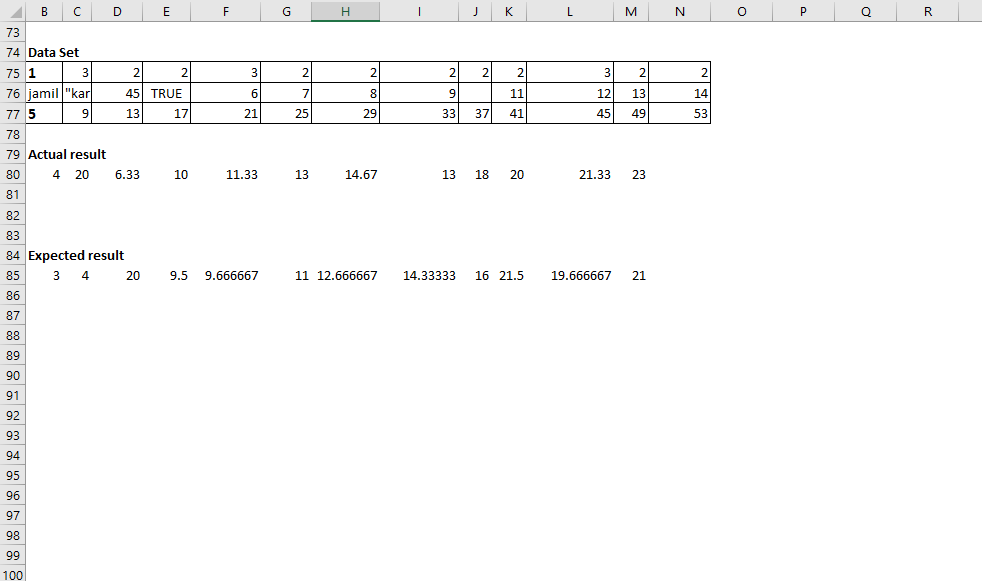 B C D E F G H I J K L M N O P Q R
73
74 Data Set
75 1 3 2 2 3 2 2 2 2 2 3 2 2
76 jamil "kar 45 TRUE 6 7 8 9 11 12 13 14
77 5 9 13 17 21 25 29 33 37 41 45 49 53
78
79 Actual result
80 4 20 6.33 10 11.33 13 14.67 13 18 20 21.33 23
81
82
83
84 Expected result
85 3 4 20 9.5 9.666667 11 12.666667 14.33333 16 21.5 19.666667 21
86
87
88
89
90
91
92
93
94
95
96
97
98
99
100